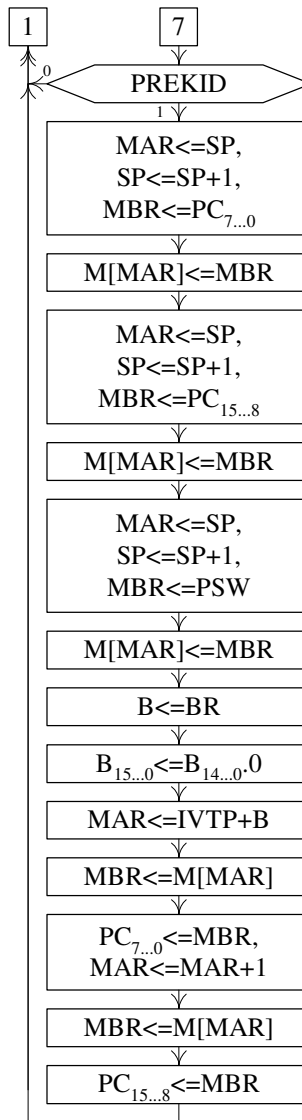 1
7
0
PREKID
1
MAR<=SP,
SP<=SP+1,
MBR<=PC7...0
M[MAR]<=MBR
MAR<=SP,
SP<=SP+1,
MBR<=PC15...8
M[MAR]<=MBR
MAR<=SP,
SP<=SP+1,
MBR<=PSW
M[MAR]<=MBR
B<=BR
B15...0<=B14...0.0
MAR<=IVTP+B
MBR<=M[MAR]
PC7...0<=MBR,
MAR<=MAR+1
MBR<=M[MAR]
PC15...8<=MBR